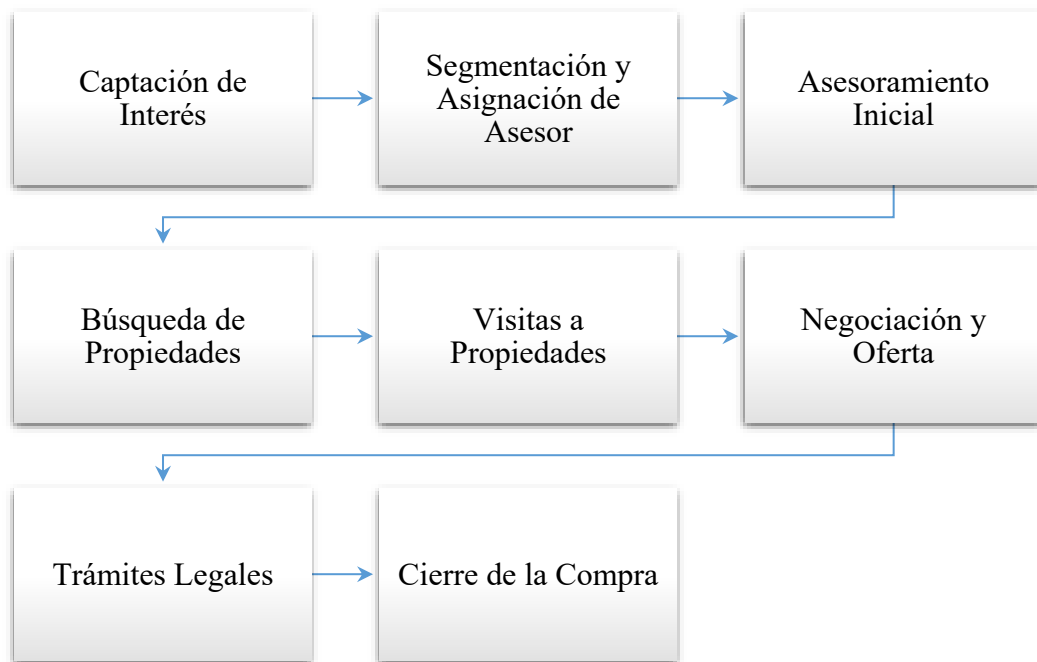 Captación de
Interés
Segmentación y
Asignación de
Asesor
Asesoramiento
Inicial
Búsqueda de
Propiedades
Visitas a
Propiedades
Negociación y
Oferta
Trámites Legales
Cierre de la Compra